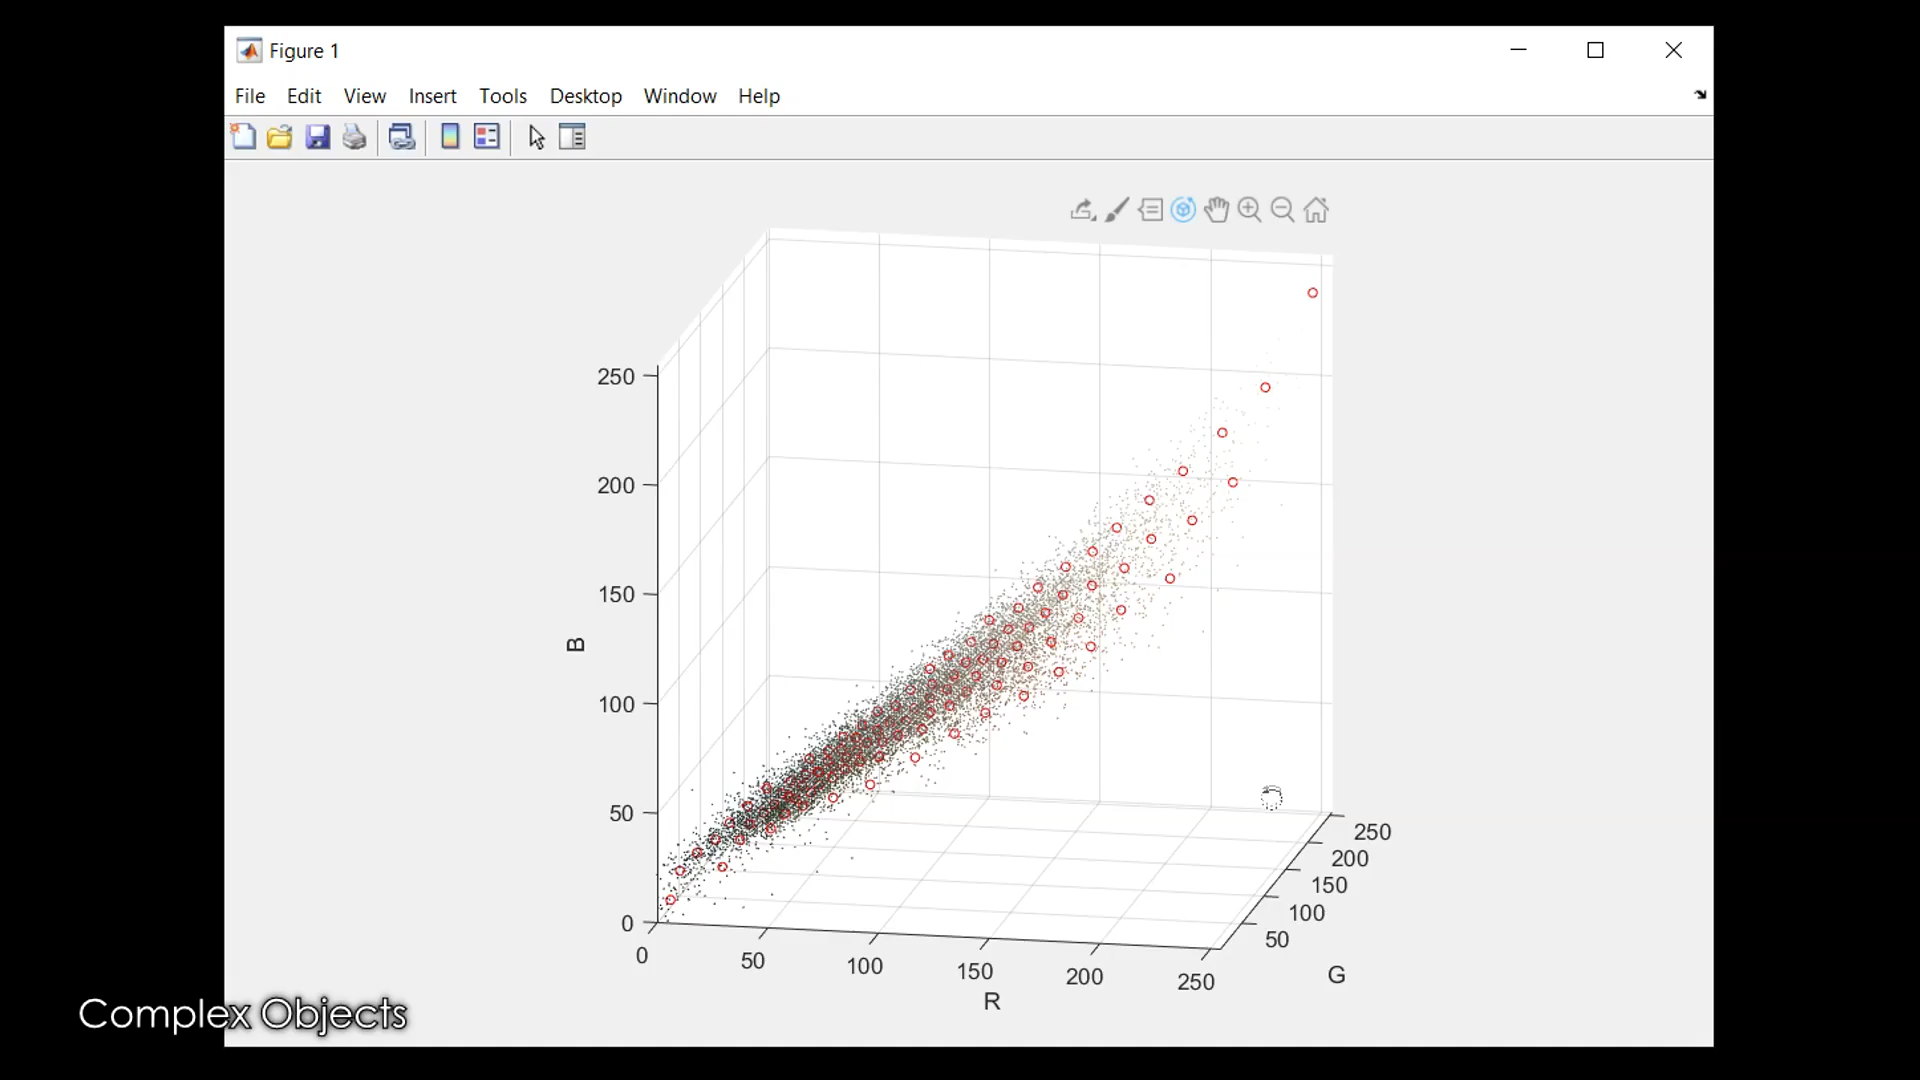 Figure 1
File Edit View Insert Tools Desktop Window Help
250
200
150
100
50
0
B
0 50 100 150 200 250
R
250
200
150
100
50
G
Complex Objects